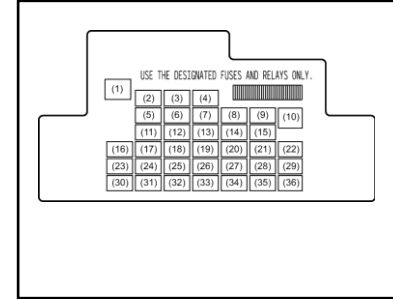 USE THE DESIGNATED FUSES AND RELAYS ONLY.
(1)
(2) (3) (4)
(5) (6) (7) (8) (9) (10)
(11) (12) (13) (14) (15)
(16) (17) (18) (19) (20) (21) (22)
(23) (24) (25) (26) (27) (28) (29)
(30) (31) (32) (33) (34) (35) (36)